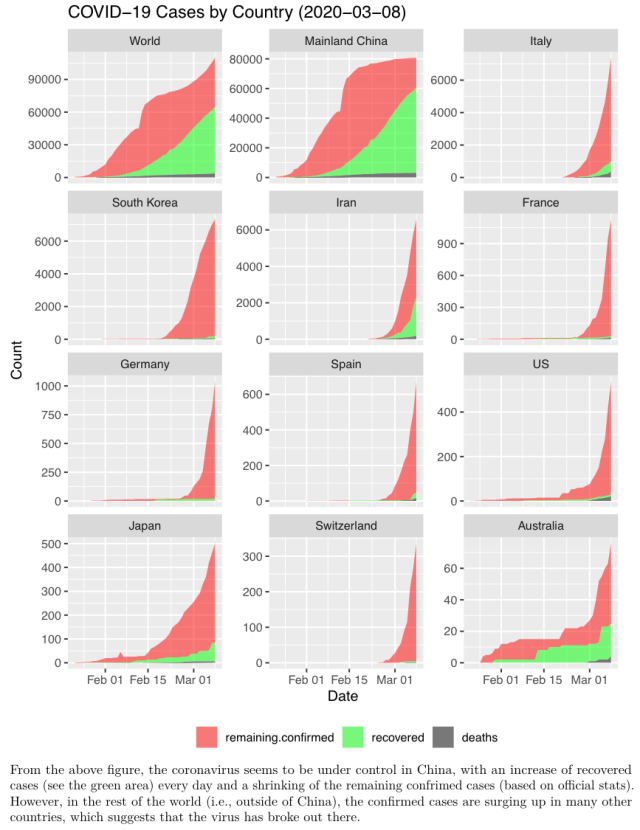 COVID−19 Cases by Country (2020−03−08)
World
Mainland China
Italy
90000
60000
30000
0
80000
60000
40000
20000
0
6000
4000
2000
0
South Korea
Iran
France
6000
4000
2000
0
6000
4000
2000
0
900
600
300
0
Count
Germany
Spain
US
1000
750
500
250
0
600
400
200
0
400
200
0
Japan
Switzerland
Australia
500
400
300
200
100
0
300
200
100
0
60
40
20
0
Feb 01 Feb 15 Mar 01
Feb 01 Feb 15 Mar 01
Feb 01 Feb 15 Mar 01
Date
remaining.confirmed recovered deaths
From the above figure, the coronavirus seems to be under control in China, with an increase of recovered
cases (see the green area) every day and a shrinking of the remaining confrimed cases (based on official stats).
However, in the rest of the world (i.e., outside of China), the confirmed cases are surging up in many other
countries, which suggests that the virus has broke out there.